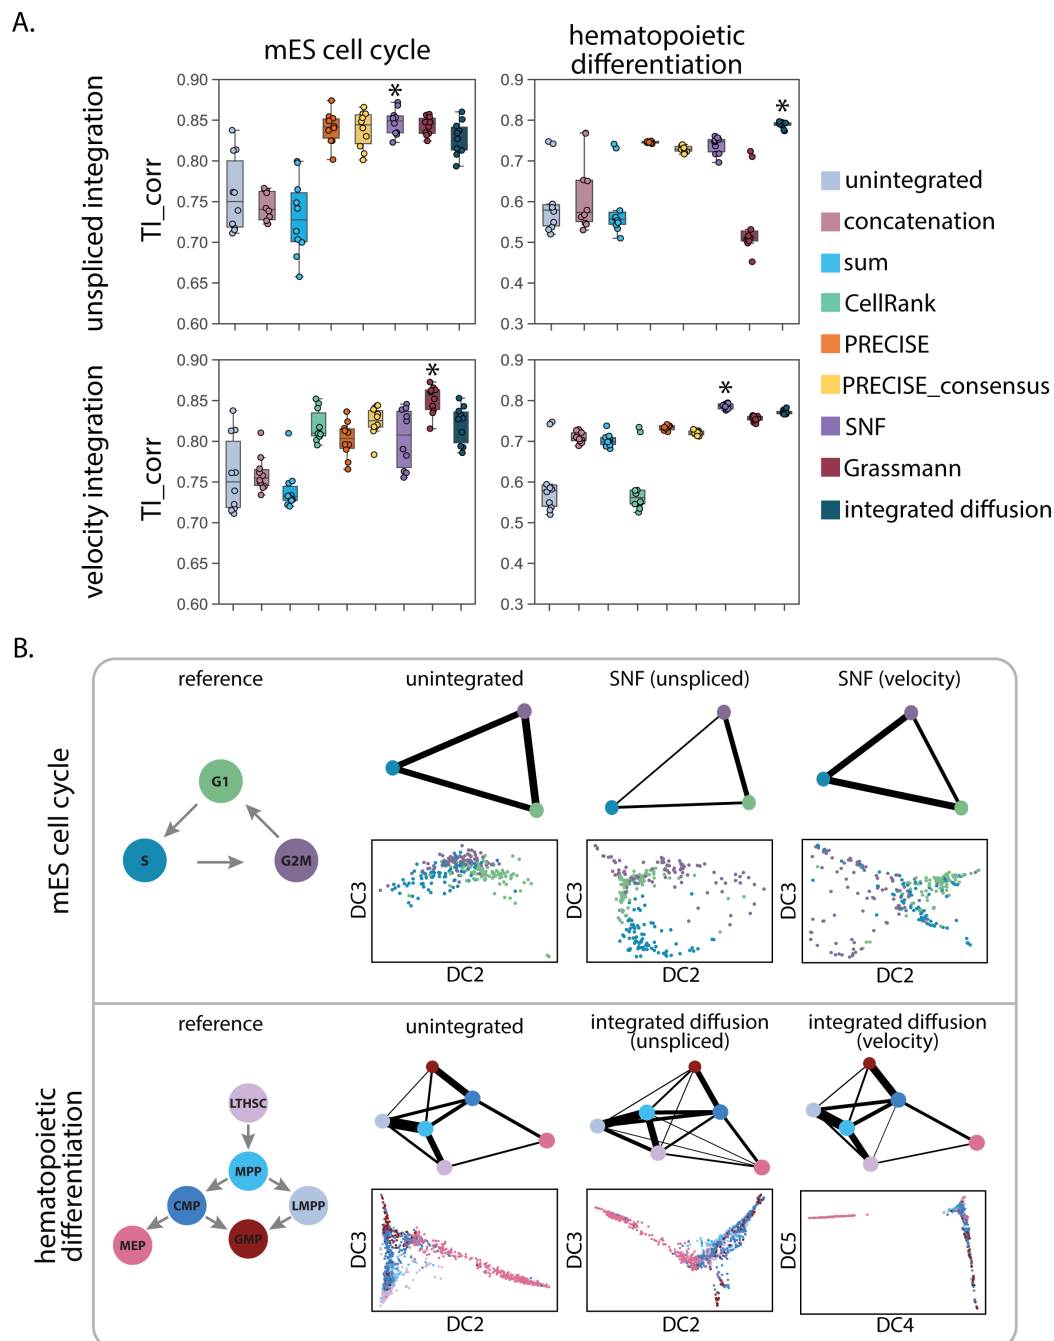 A.
mES cell cycle
hematopoietic
differentiation
unspliced integration
TI_corr
0.90
0.85
0.80
0.75
0.70
0.65
0.60
*
0.9
0.8
0.7
0.6
0.5
0.4
0.3
*
velocity integration
TI_corr
0.90
0.85
0.80
0.75
0.70
0.65
0.60
*
0.9
0.8
0.7
0.6
0.5
0.4
0.3
*
unintegrated
concatenation
sum
CellRank
PRECISE
PRECISE_consensus
SNF
Grassmann
integrated diffusion
B.
mES cell cycle
reference
unintegrated
SNF (unspliced)
SNF (velocity)
G1
S
G2M
DC3
DC2
DC3
DC2
DC3
DC2
hematopoietic
differentiation
reference
unintegrated
integrated diffusion
(unspliced)
integrated diffusion
(velocity)
LTHSC
MPP
CMP
LMPP
MEP
GMP
DC3
DC2
DC3
DC2
DC5
DC4